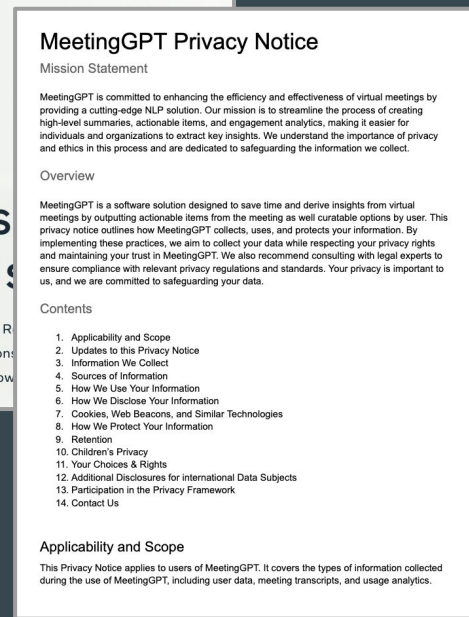 MeetingGPT Privacy Notice
Mission Statement
MeetingGPT is committed to enhancing the efficiency and effectiveness of virtual meetings by
providing a cutting-edge NLP solution. Our mission is to streamline the process of creating
high-level summaries, actionable items, and engagement analytics, making it easier for
individuals and organizations to extract key insights. We understand the importance of privacy
and ethics in this process and are dedicated to safeguarding the information we collect.
Overview
MeetingGPT is a software solution designed to save time and derive insights from virtual
meetings by outputting actionable items from the meeting as well curatable options by user. This
privacy notice outlines how MeetingGPT collects, uses, and protects your information. By
implementing these practices, we aim to collect your data while respecting your privacy rights
and maintaining your trust in MeetingGPT. We also recommend consulting with legal experts to
ensure compliance with relevant privacy regulations and standards. Your privacy is important to
us, and we are committed to safeguarding your data.
Contents
1. Applicability and Scope
2. Updates to this Privacy Notice
3. Information We Collect
4. Sources of Information
5. How We Use Your Information
6. How We Disclose Your Information
7. Cookies, Web Beacons, and Similar Technologies
8. How We Protect Your Information
9. Retention
10. Children's Privacy
11. Your Choices & Rights
12. Additional Disclosures for international Data Subjects
13. Participation in the Privacy Framework
14. Contact Us
Applicability and Scope
This Privacy Notice applies to users of MeetingGPT. It covers the types of information collected
during the use of MeetingGPT, including user data, meeting transcripts, and usage analytics.